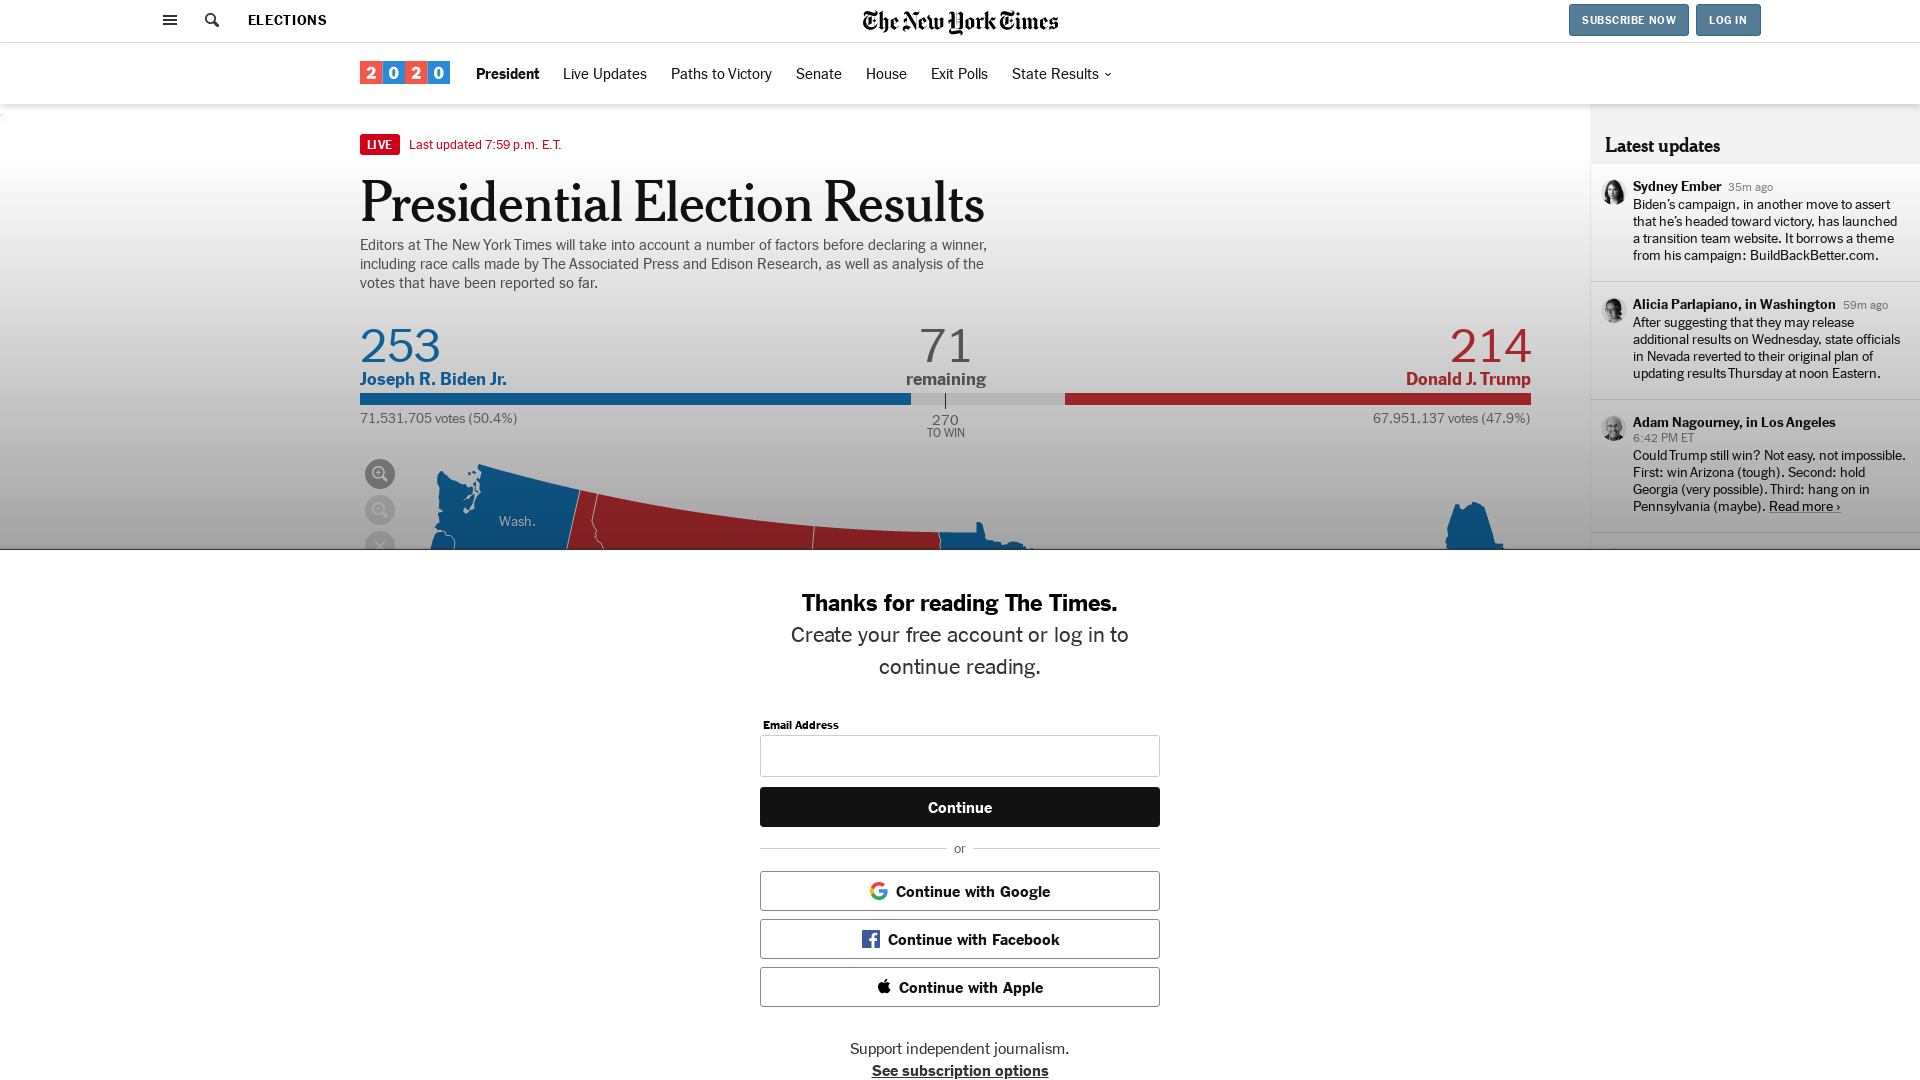 ELECTIONS
The New York Times
SUBSCRIBE NOW
LOG IN
2020
President
Live Updates
Paths to Victory
Senate
House
Exit Polls
State Results
LIVE
Last updated 7:59 p.m. E.T.
Presidential Election Results
Editors at The New York Times will take into account a number of factors before declaring a winner,
including race calls made by The Associated Press and Edison Research, as well as analysis of the
votes that have been reported so far.
253
71
214
Joseph R. Biden Jr.
remaining
Donald J. Trump
71,531,705 votes (50.4%)
270
TO WIN
67,951,137 votes (47.9%)
Wash.
Latest updates
Sydney Ember 35m ago
Biden’s campaign, in another move to assert
that he’s headed toward victory, has launched
a transition team website. It borrows a theme
from his campaign: BuildBackBetter.com.
Alicia Parlapiano, in Washington 59m ago
After suggesting that they may release
additional results on Wednesday, state officials
in Nevada reverted to their original plan of
updating results Thursday at noon Eastern.
Adam Nagourney, in Los Angeles
6:42 PM ET
Could Trump still win? Not easy, not impossible.
First: win Arizona (tough). Second: hold
Georgia (very possible). Third: hang on in
Pennsylvania (maybe). Read more ›
Thanks for reading The Times.
Create your free account or log in to
continue reading.
Email Address
Continue
or
Continue with Google
Continue with Facebook
Continue with Apple
Support independent journalism.
See subscription options